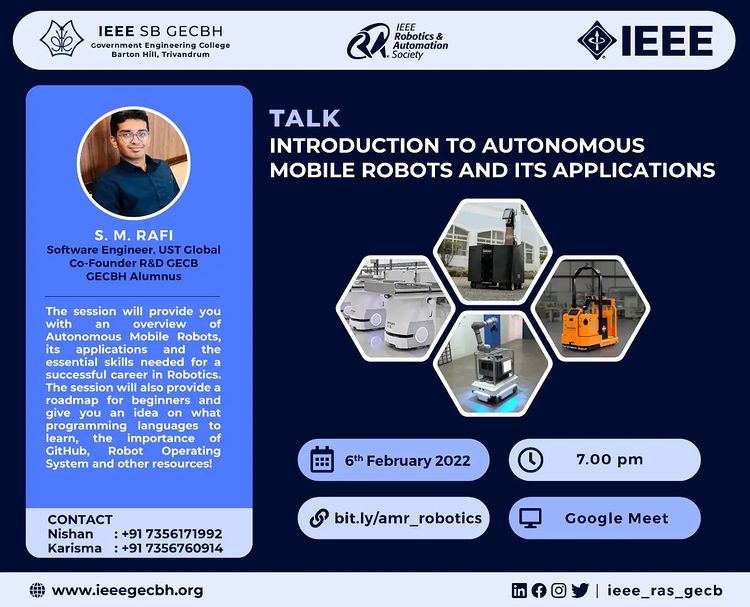 IEEE SB GECBH
Government Engineering College
Barton Hill, Trivandrum
IEEE
Robotics &
Automation
Society
IEEE
TALK
INTRODUCTION TO AUTONOMOUS
MOBILE ROBOTS AND ITS APPLICATIONS
S. M. RAFI
Software Engineer, UST Global
Co-Founder R&D GECB
GECBH Alumnus
The session will provide you
with an overview of
Autonomous Mobile Robots,
its applications and the
essential skills needed for a
successful career in Robotics.
The session will also provide a
roadmap for beginners and
give you an idea on what
programming languages to
learn, the importance of
GitHub, Robot Operating
System and other resources!
CONTACT
Nishan : +91 7356171992
Karisma : +91 7356760914
6th February 2022
7.00 pm
bit.ly/amr_robotics
Google Meet
www.ieeegecbh.org
| ieee_ras_gecb